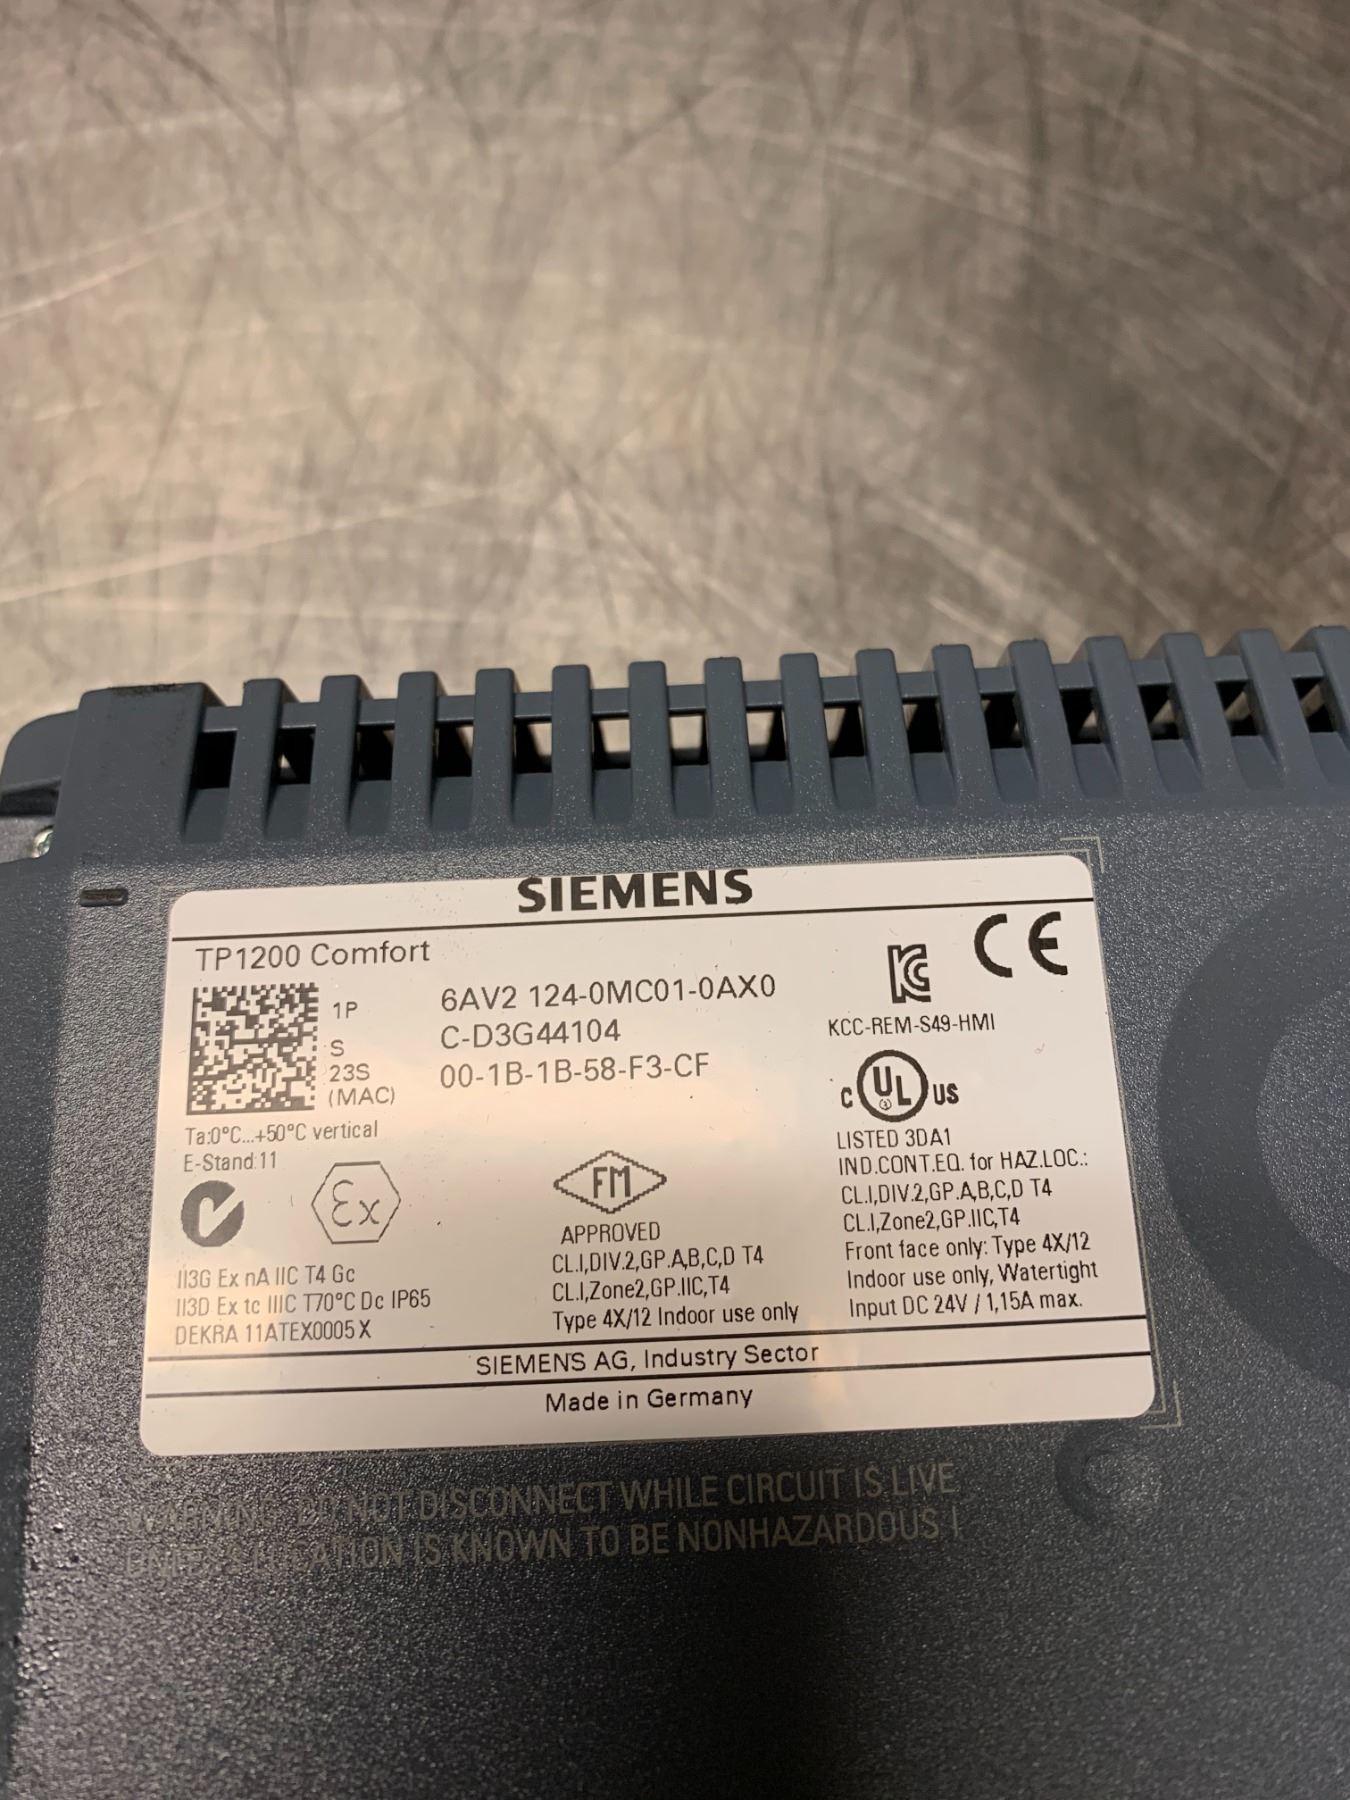 SIEMENS
TP1200 Comfort
1P 6AV2 124-0MC01-0AX0
S C-D3G44104
23S 00-1B-1B-58-F3-CF
(MAC)
Ta:0°C...+50°C vertical
E-Stand:11
Ex
II3G Ex nA IIC T4 Gc
II3D Ex tc IIIC T70°C Dc IP65
DEKRA 11ATEX0005 X
FM
APPROVED
CL.I,DIV.2,GP.A,B,C,D T4
CL.I,Zone2,GP.IIC,T4
Type 4X/12 Indoor use only
CE
KCC-REM-S49-HMI
C UL US
LISTED 3DA1
IND.CONT.EQ. for HAZ.LOC.:
CL.I,DIV.2,GP.A,B,C,D T4
CL.I,Zone2,GP.IIC,T4
Front face only: Type 4X/12
Indoor use only, Watertight
Input DC 24V / 1,15A max.
SIEMENS AG, Industry Sector
Made in Germany
WARNING: DO NOT DISCONNECT WHILE CIRCUIT IS LIVE
UNLESS LOCATION IS KNOWN TO BE NONHAZARDOUS !